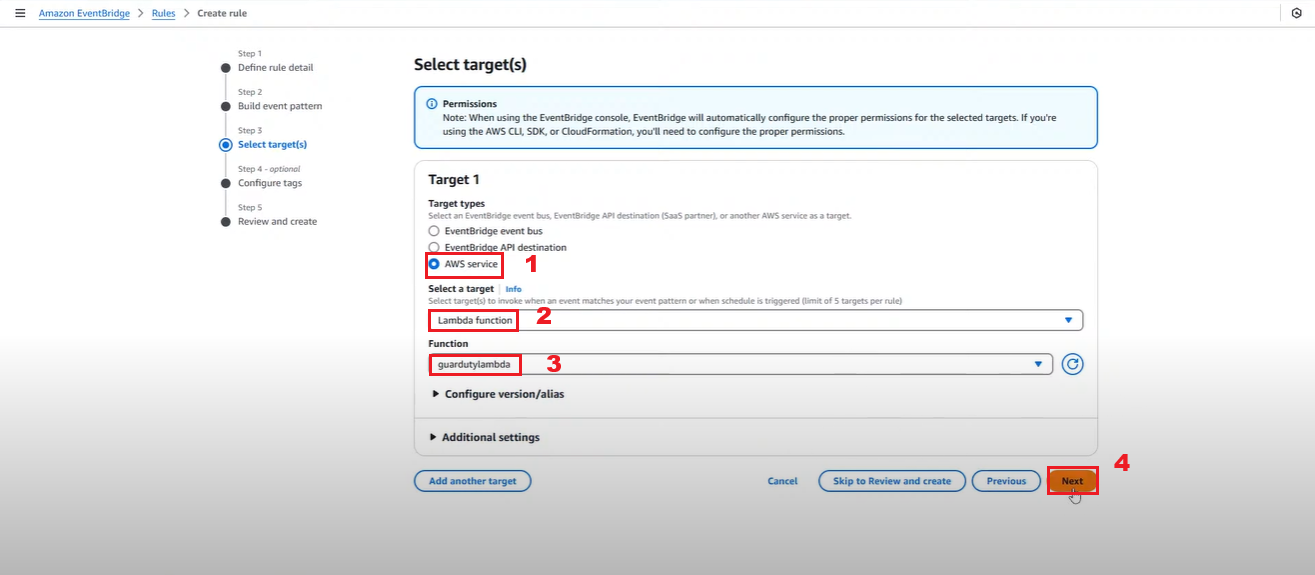 Amazon EventBridge > Rules > Create rule
Step 1
Define rule detail
Step 2
Build event pattern
Step 3
Select target(s)
Step 4 - optional
Configure tags
Step 5
Review and create
Select target(s)
Permissions
Note: When using the EventBridge console, EventBridge will automatically configure the proper permissions for the selected targets. If you're
using the AWS CLI, SDK, or CloudFormation, you'll need to configure the proper permissions.
Target 1
Target types
Select an EventBridge event bus, EventBridge API destination (SaaS partner), or another AWS service as a target.
EventBridge event bus
EventBridge API destination
AWS service 1
Select a target Info
Select target(s) to invoke when an event matches your event pattern or when schedule is triggered (limit of 5 targets per rule)
Lambda function 2
Function
guardutylambda 3
Configure version/alias
Additional settings
4
Add another target Cancel Skip to Review and create Previous Next